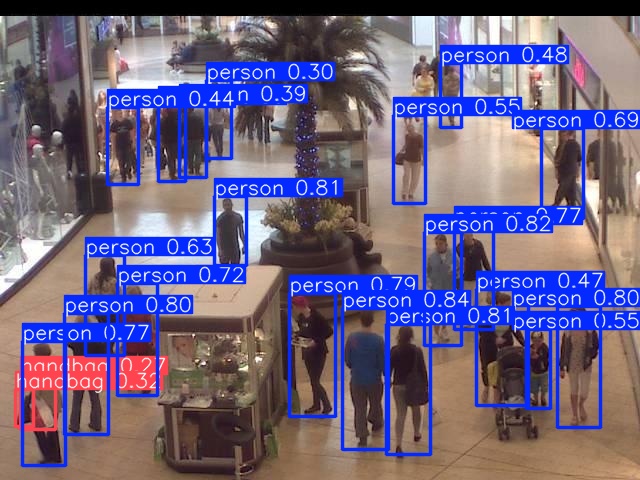 person 0.48
person 0.30
person 0.44
n 0.39
person 0.55
person 0.69
person 0.81
0.77
person 0.82
person 0.63
person 0.72
person 0.47
person 0.79
person 0.80
person 0.84
person 0.80
person 0.81
person 0.55
person 0.77
handbag 0.27
handbag 0.32